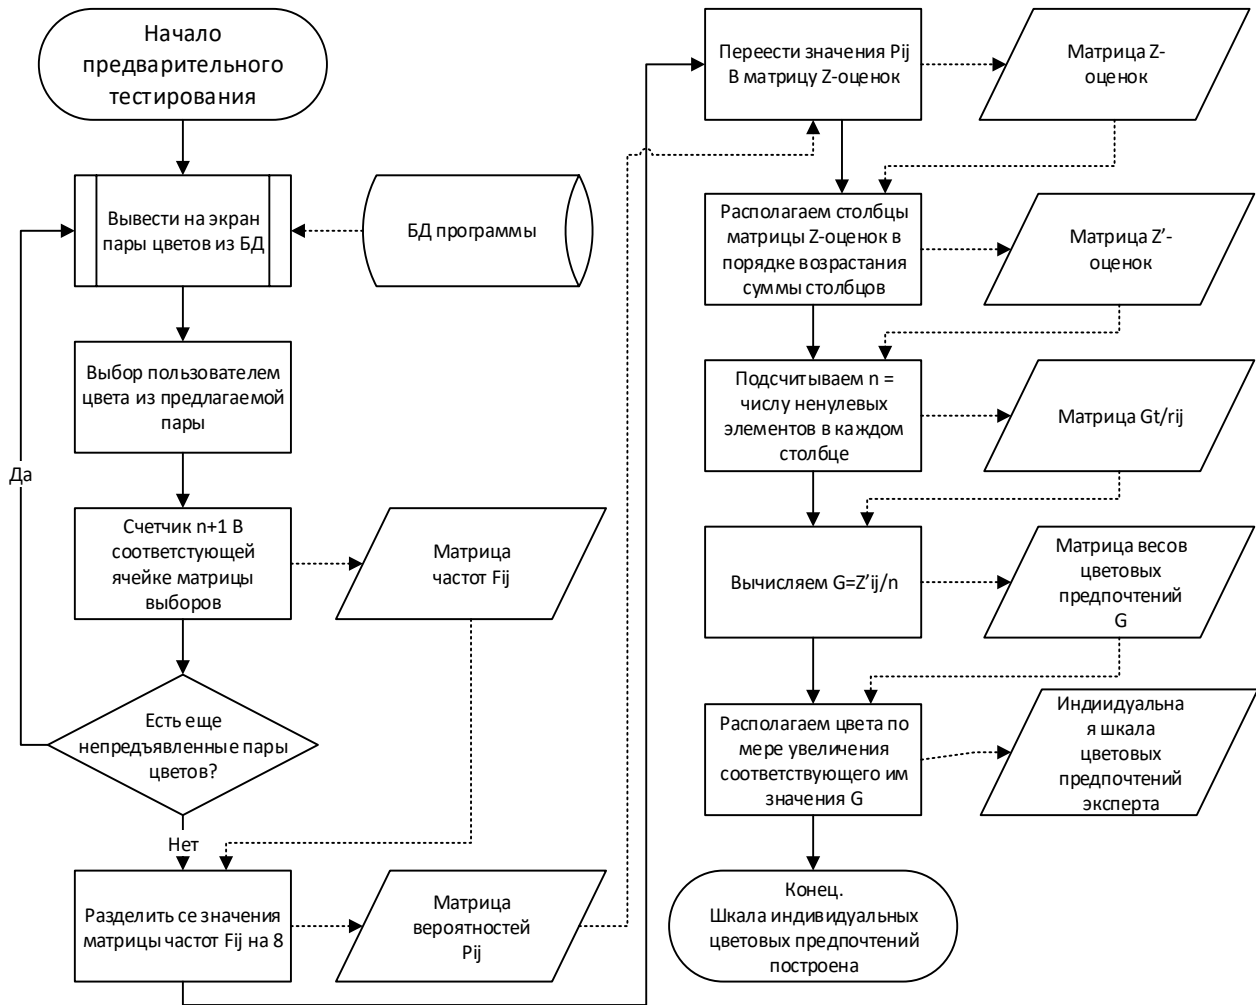 Начало
предварительного
тестирования
Вывести на экран
пары цветов из БД
БД программы
Выбор пользователем
цвета из предлагаемой
пары
Да
Счетчик n+1 В
соответстующей
ячейке матрицы
выборов
Матрица
частот Fij
Есть еще
непредъявленные пары
цветов?
Нет
Разделить се значения
матрицы частот Fij на 8
Матрица
вероятностей
Pij
Переести значения Pij
В матрицу Z-оценок
Матрица Z-
оценок
Располагаем столбцы
матрицы Z-оценок в
порядке возрастания
суммы столбцов
Матрица Z’-
оценок
Подсчитываем n =
числу ненулевых
элементов в каждом
столбце
Матрица Gt/rij
Вычисляем G=Z’ij/n
Матрица весов
цветовых
предпочтений
G
Располагаем цвета по
мере увеличения
соответствующего им
значения G
Индиидуальна
я шкала
цветовых
предпочтений
эксперта
Конец.
Шкала индивидуальных
цветовых предпочтений
построена